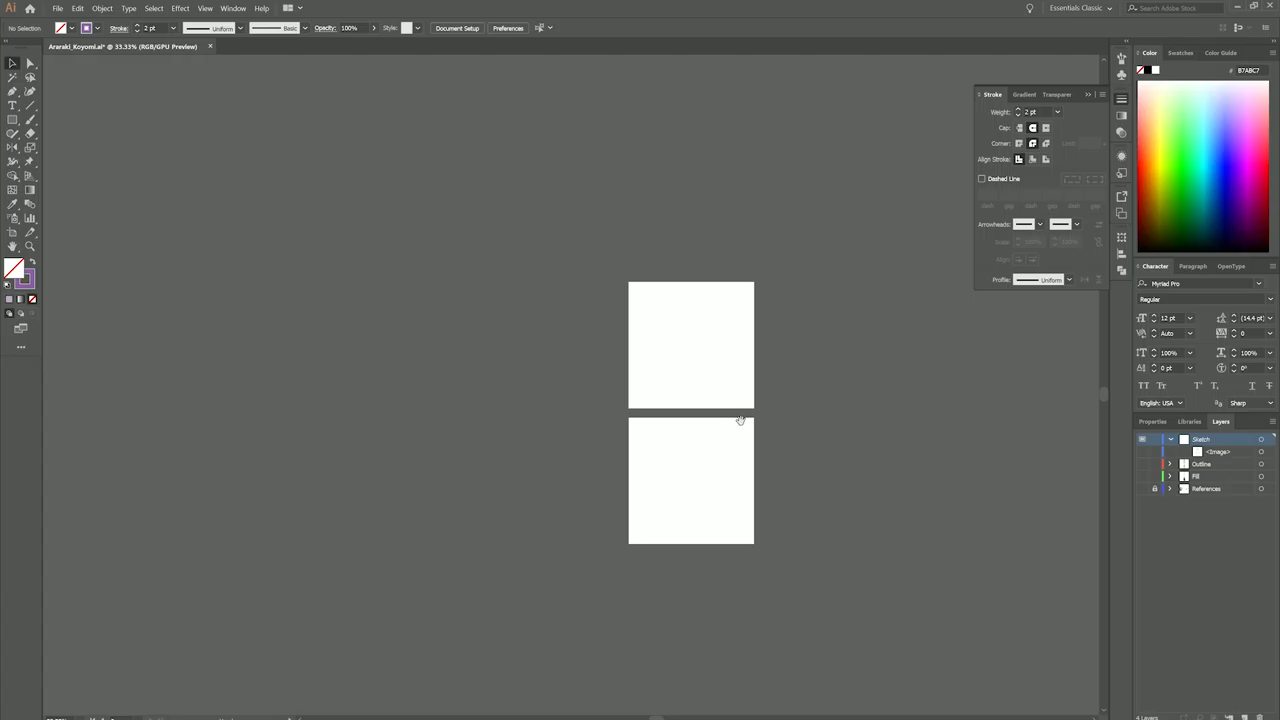 Ai File Edit Object Type Select Effect View Window Help Essentials Classic Search Adobe Stock
No Selection Stroke: 2 pt Uniform Basic Opacity: 100% Style: Document Setup Preferences
Araraki_Koyomi.ai* @ 33.33% (RGB/GPU Preview) ×
Color Swatches Color Guide
# B7ABC7
Stroke Gradient Transparer
Weight: 2 pt
Cap:
Corner:
Align Stroke:
Dashed Line
dash gap dash gap dash gap
Arrowheads:
Scale: 100% 100%
Align:
Profile: Uniform
Character Paragraph OpenType
Myriad Pro
Regular
12 pt (14.4 pt)
Auto 0
100% 100%
0 pt 0°
English: USA Sharp
Properties Libraries Layers
Sketch
<Image>
Outline
Fill
References
4 Layers